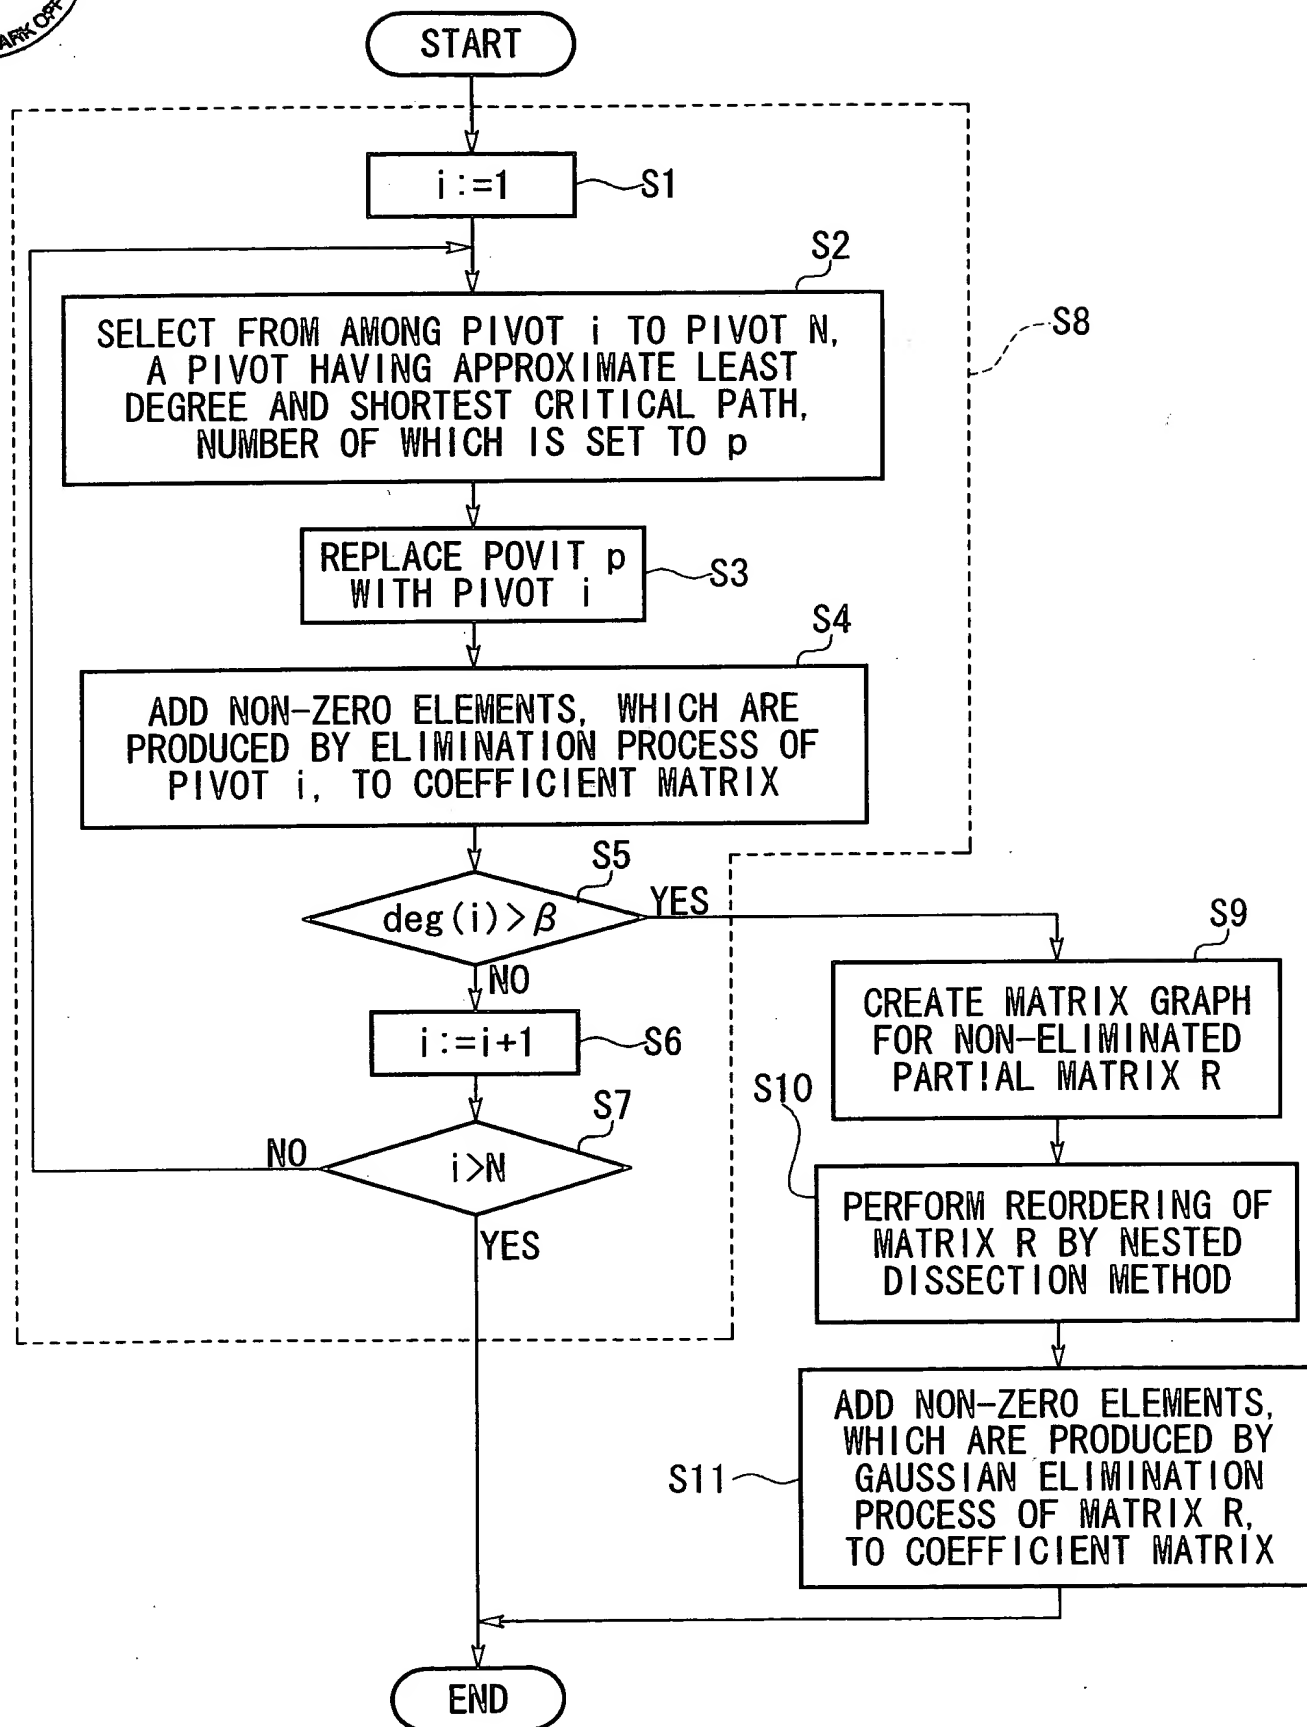 ARK OFF
START
i:=1
S1
S2
SELECT FROM AMONG PIVOT i TO PIVOT N,
A PIVOT HAVING APPROXIMATE LEAST
DEGREE AND SHORTEST CRITICAL PATH,
NUMBER OF WHICH IS SET TO p
S8
REPLACE POVIT p
WITH PIVOT i
S3
S4
ADD NON-ZERO ELEMENTS, WHICH ARE
PRODUCED BY ELIMINATION PROCESS OF
PIVOT i, TO COEFFICIENT MATRIX
S5
deg(i)>β
YES
NO
S9
CREATE MATRIX GRAPH
FOR NON-ELIMINATED
PARTIAL MATRIX R
i:=i+1
S6
S7
i>N
NO
YES
S10
PERFORM REORDERING OF
MATRIX R BY NESTED
DISSECTION METHOD
S11
ADD NON-ZERO ELEMENTS,
WHICH ARE PRODUCED BY
GAUSSIAN ELIMINATION
PROCESS OF MATRIX R,
TO COEFFICIENT MATRIX
END